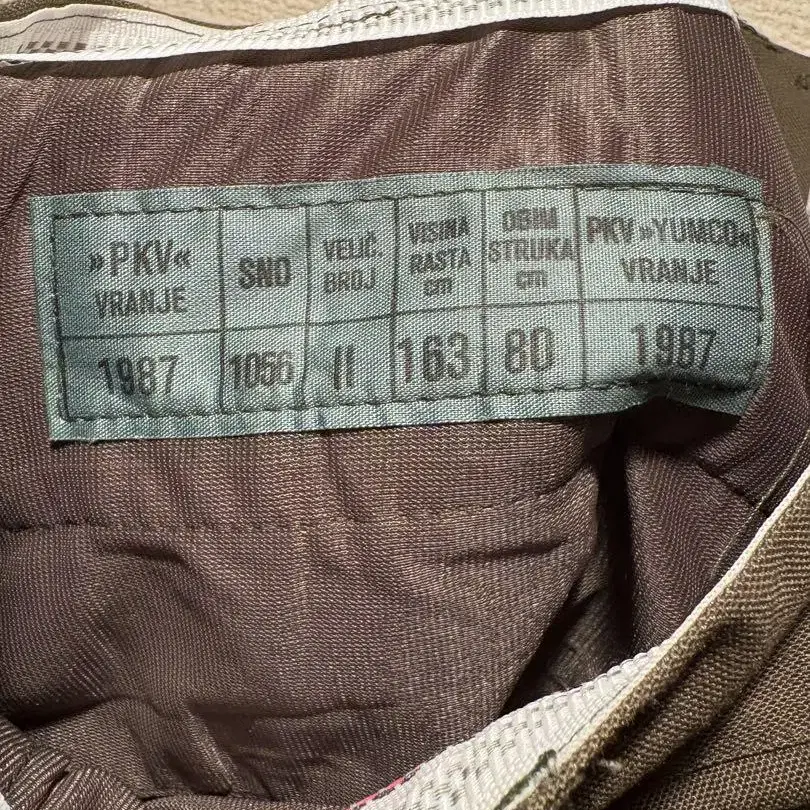 »PKV«
VRANJE
SNO
VELIČ.
BROJ
VISINA
RASTA
cm
OBIM
STRUKA
cm
PKV »YUMCO«
VRANJE
1987
1066
II
163
80
1987